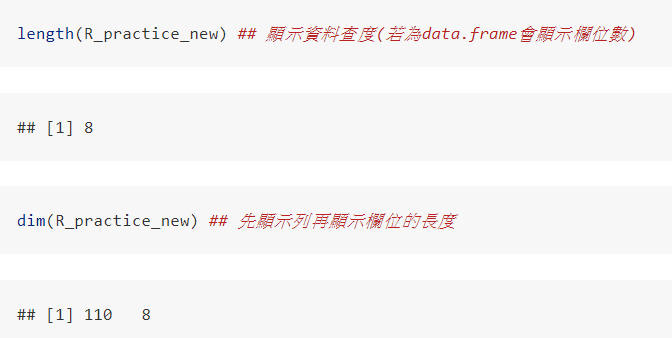 length(R_practice_new) ## 顯示資料查度(若為data.frame會顯示欄位數)
## [1] 8
dim(R_practice_new) ## 先顯示列再顯示欄位的長度
## [1] 110   8